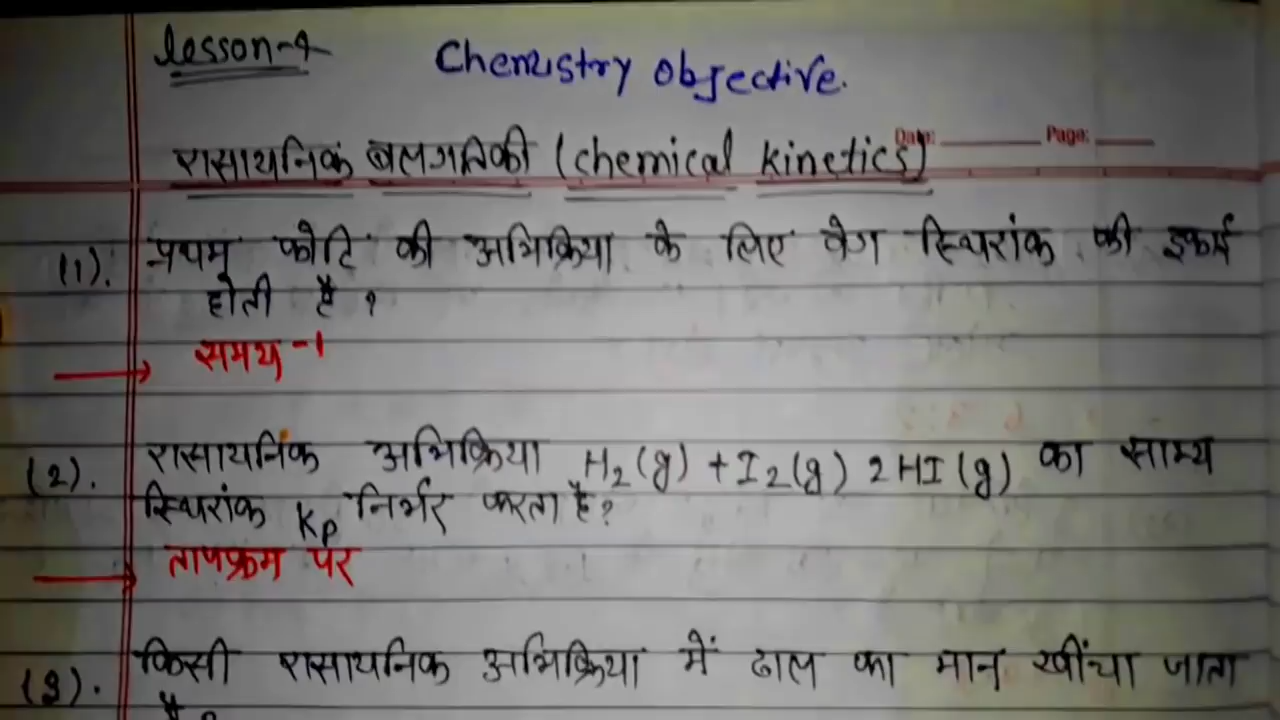 Lesson-4
Chemistry objective.
Date: Page:
रासायनिक बलगतिकी (chemical kinetics)
(1). प्रथम कोटि की अभिक्रिया के लिए वेग स्थिरांक की इकाई
होती है ?
समय -1
(2). रासायनिक अभिक्रिया H₂(g) + I₂(g) 2HI(g) का साम्य
स्थिरांक Kp निर्भर करता है?
तापक्रम पर
(3). किसी रासायनिक अभिक्रिया में ढाल का मान खींचा जाता
है ?